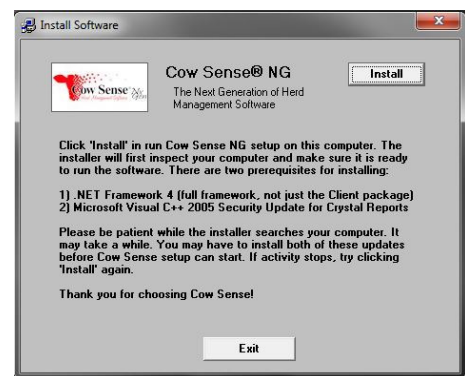 Install Software
Cow Sense® NG
Install
Cow Sense
The Next Generation of Herd
Management Software
Click 'Install' in run Cow Sense NG setup on this computer. The
installer will first inspect your computer and make sure it is ready
to run the software. There are two prerequisites for installing:
1) .NET Framework 4 (full framework, not just the Client package)
2) Microsoft Visual C++ 2005 Security Update for Crystal Reports
Please be patient while the installer searches your computer. It
may take a while. You may have to install both of these updates
before Cow Sense setup can start. If activity stops, try clicking
'Install' again.
Thank you for choosing Cow Sense!
Exit